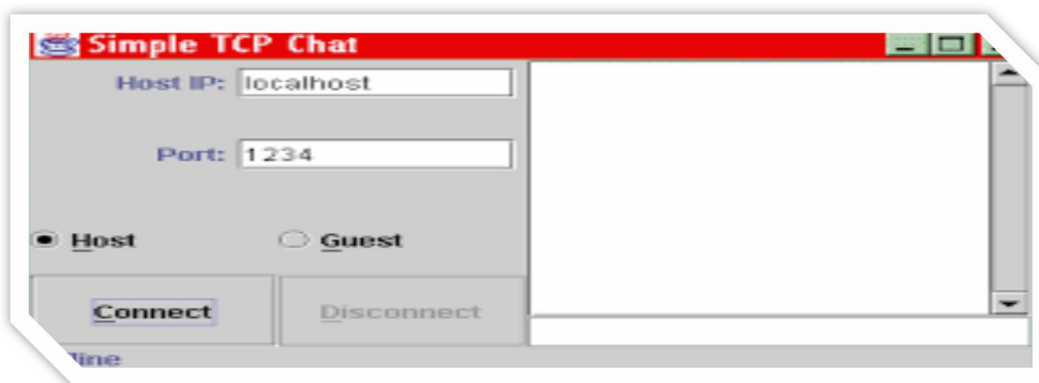 Simple TCP Chat
Host IP: localhost
Port: 1234
Host Guest
Connect Disconnect